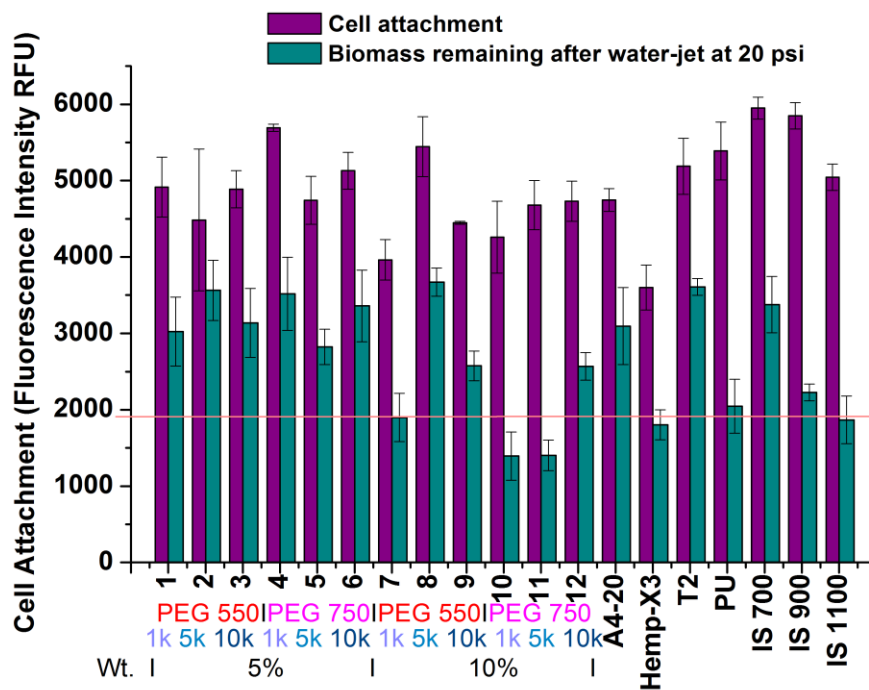 Cell attachment
Biomass remaining after water-jet at 20 psi
Cell Attachment (Fluorescence Intensity RFU)
6000
5000
4000
3000
2000
1000
0
1 2 3 4 5 6 7 8 9 10 11 12 A4-20 Hemp-X3 T2 PU IS 700 IS 900 IS 1100
PEG 550 I PEG 750 I PEG 550 I PEG 750
1k 5k 10k 1k 5k 10k 1k 5k 10k 1k 5k 10k
Wt. I 5% I 10% I